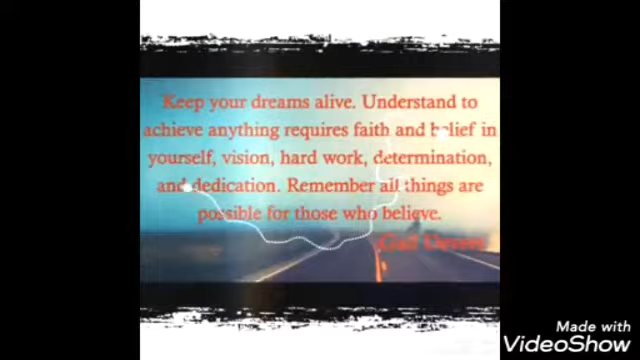 Keep your dreams alive. Understand to
achieve anything requires faith and belief in
yourself, vision, hard work, determination,
and dedication. Remember all things are
possible for those who believe.
Gail Devers
Made with
VideoShow